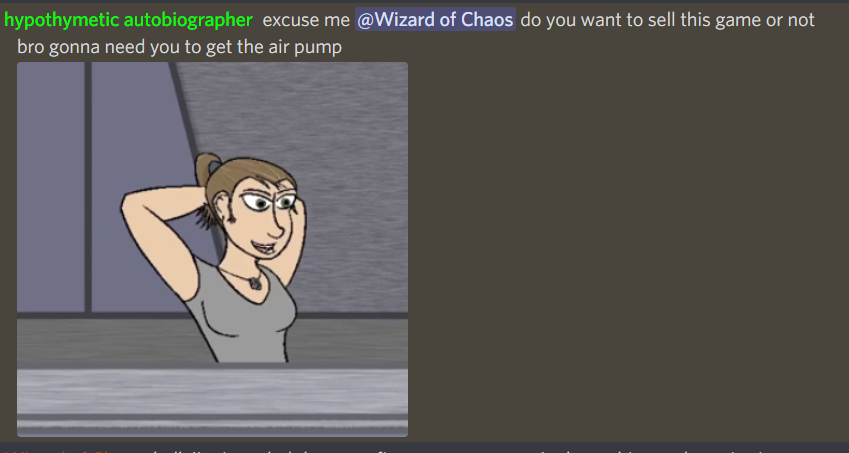 hypothymetic autobiographer excuse me @Wizard of Chaos do you want to sell this game or not
bro gonna need you to get the air pump